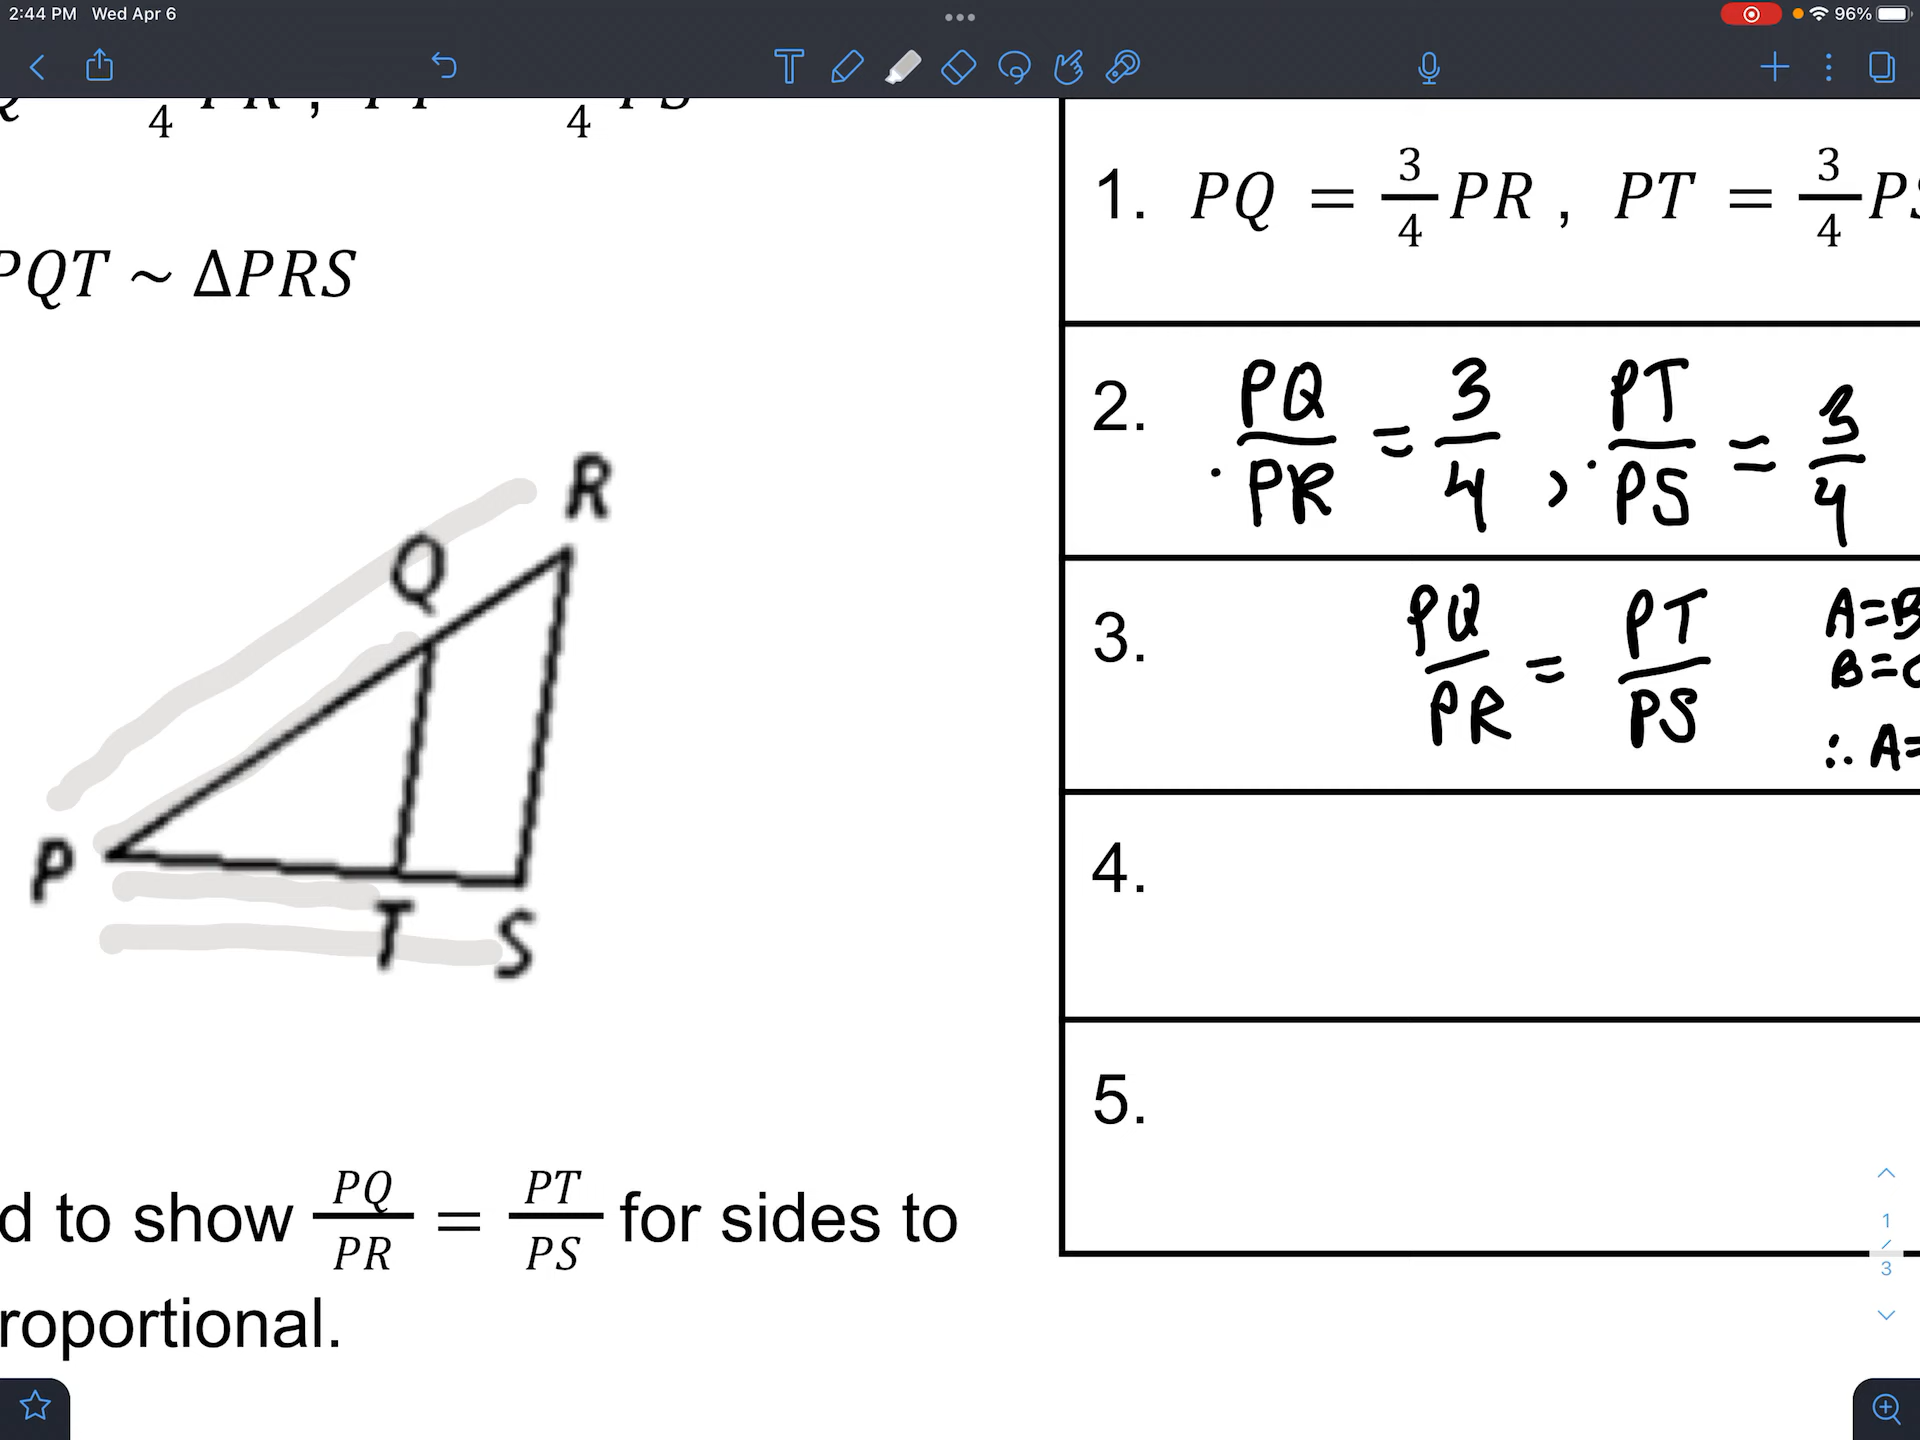 2:44 PM Wed Apr 6
96%
4 4
PQT ~ ΔPRS
R
Q
P
T S
d to show PQ/PR = PT/PS for sides to
roportional.
1. PQ = 3/4 PR , PT = 3/4 PS
2. PQ/PR = 3/4 , PT/PS = 3/4
3. PQ/PR = PT/PS
A=B
B=C
∴ A=
4.
5.
1
/
3